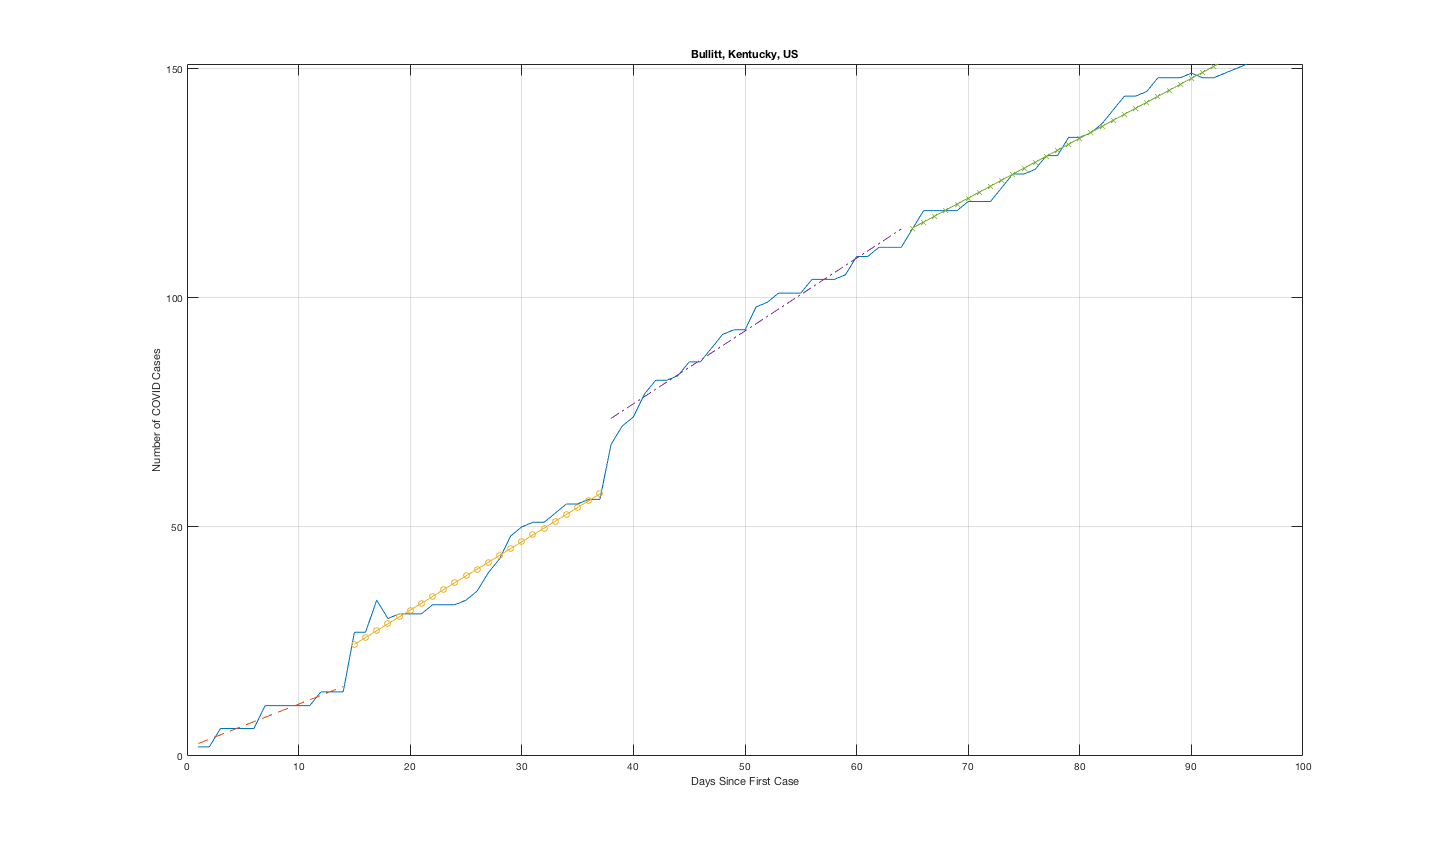 Bullitt, Kentucky, US
150
100
50
0
Number of COVID Cases
0 10 20 30 40 50 60 70 80 90 100
Days Since First Case